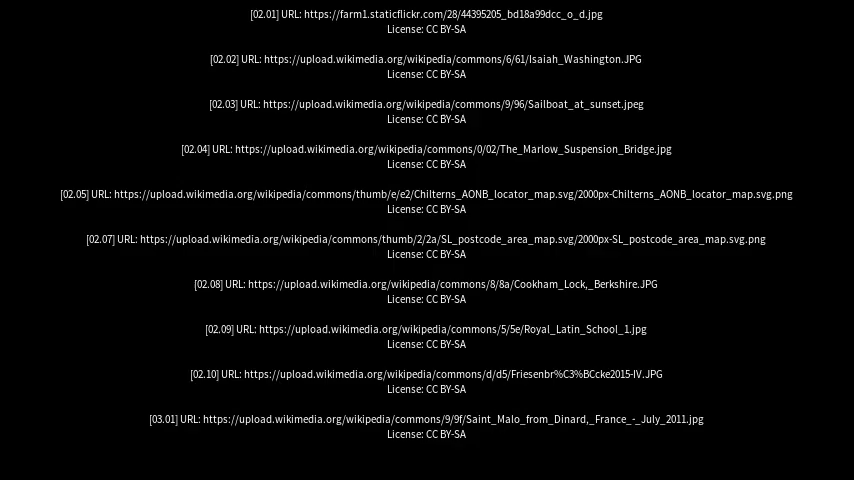 [02.01] URL: https://farm1.staticflickr.com/28/44395205_bd18a99dcc_o_d.jpg
License: CC BY-SA
[02.02] URL: https://upload.wikimedia.org/wikipedia/commons/6/61/Isaiah_Washington.JPG
License: CC BY-SA
[02.03] URL: https://upload.wikimedia.org/wikipedia/commons/9/96/Sailboat_at_sunset.jpeg
License: CC BY-SA
[02.04] URL: https://upload.wikimedia.org/wikipedia/commons/0/02/The_Marlow_Suspension_Bridge.jpg
License: CC BY-SA
[02.05] URL: https://upload.wikimedia.org/wikipedia/commons/thumb/e/e2/Chilterns_AONB_locator_map.svg/2000px-Chilterns_AONB_locator_map.svg.png
License: CC BY-SA
[02.07] URL: https://upload.wikimedia.org/wikipedia/commons/thumb/2/2a/SL_postcode_area_map.svg/2000px-SL_postcode_area_map.svg.png
License: CC BY-SA
[02.08] URL: https://upload.wikimedia.org/wikipedia/commons/8/8a/Cookham_Lock,_Berkshire.JPG
License: CC BY-SA
[02.09] URL: https://upload.wikimedia.org/wikipedia/commons/5/5e/Royal_Latin_School_1.jpg
License: CC BY-SA
[02.10] URL: https://upload.wikimedia.org/wikipedia/commons/d/d5/Friesenbr%C3%BCcke2015-IV.JPG
License: CC BY-SA
[03.01] URL: https://upload.wikimedia.org/wikipedia/commons/9/9f/Saint_Malo_from_Dinard,_France_-_July_2011.jpg
License: CC BY-SA